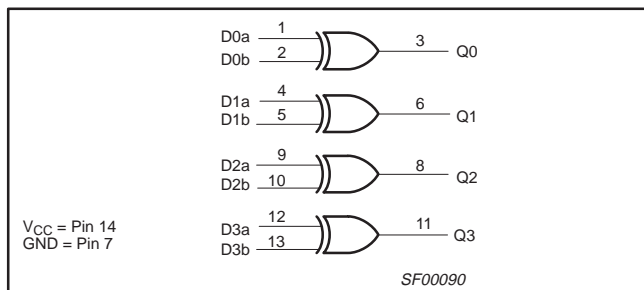 D0a 1
D0b 2
3 Q0
D1a 4
D1b 5
6 Q1
D2a 9
D2b 10
8 Q2
D3a 12
D3b 13
11 Q3
VCC = Pin 14
GND = Pin 7
SF00090